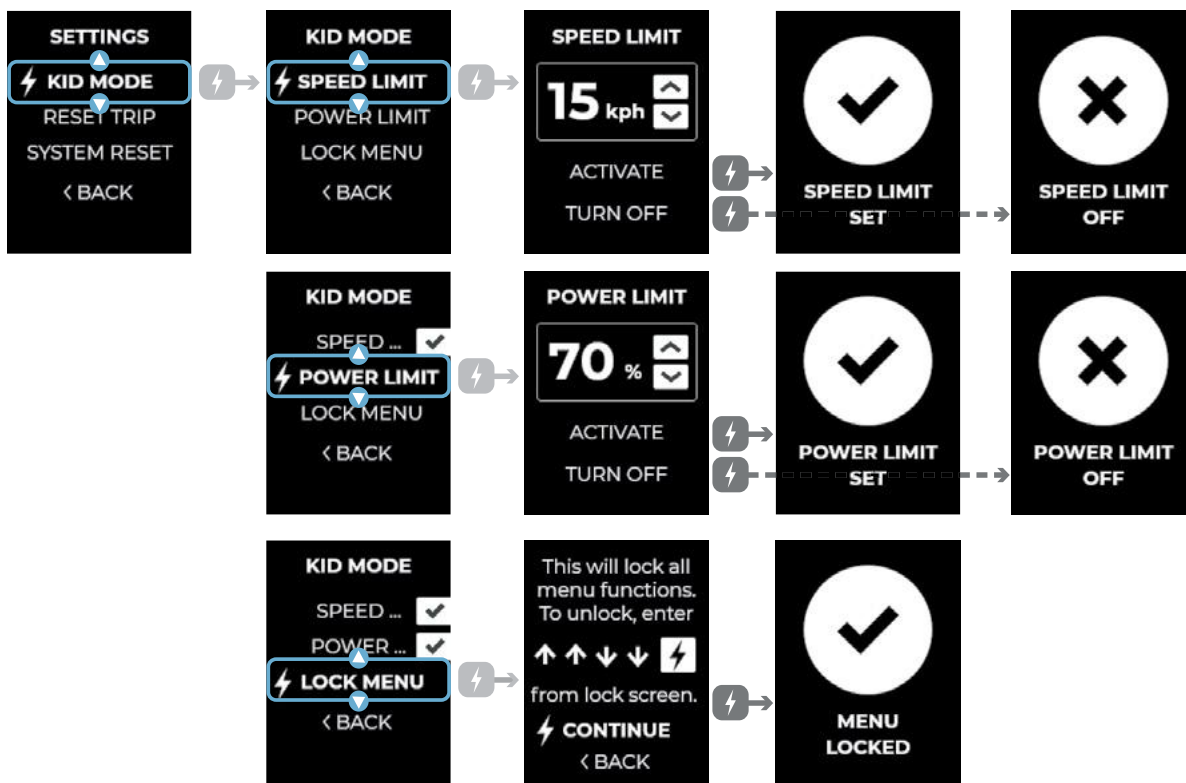 SETTINGS
KID MODE
RESET TRIP
SYSTEM RESET
< BACK
KID MODE
SPEED LIMIT
POWER LIMIT
LOCK MENU
< BACK
SPEED LIMIT
15 kph
ACTIVATE
TURN OFF
SPEED LIMIT
SET
SPEED LIMIT
OFF
KID MODE
SPEED ...
POWER LIMIT
LOCK MENU
< BACK
POWER LIMIT
70 %
ACTIVATE
TURN OFF
POWER LIMIT
SET
POWER LIMIT
OFF
KID MODE
SPEED ...
POWER ...
LOCK MENU
< BACK
This will lock all
menu functions.
To unlock, enter
↑ ↑ ↓ ↓
from lock screen.
CONTINUE
< BACK
MENU
LOCKED